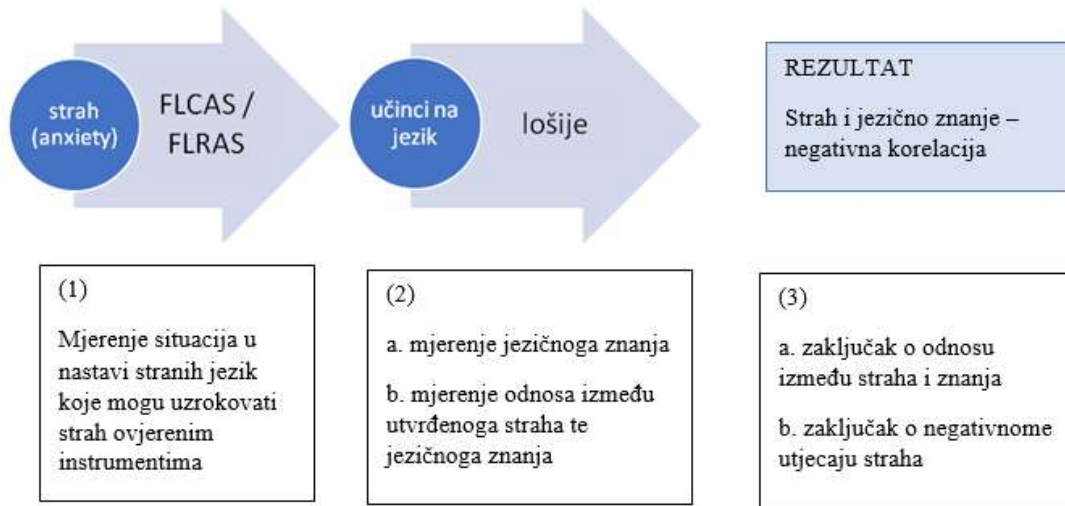 strah
(anxiety)
FLCAS /
FLRAS
učinci na
jezik
lošije
REZULTAT
Strah i jezično znanje –
negativna korelacija
(1)
Mjerenje situacija u
nastavi stranih jezik
koje mogu uzrokovati
strah ovjerenim
instrumentima
(2)
a. mjerenje jezičnoga znanja
b. mjerenje odnosa između
utvrđenoga straha te
jezičnoga znanja
(3)
a. zaključak o odnosu
između straha i znanja
b. zaključak o negativnome
utjecaju straha